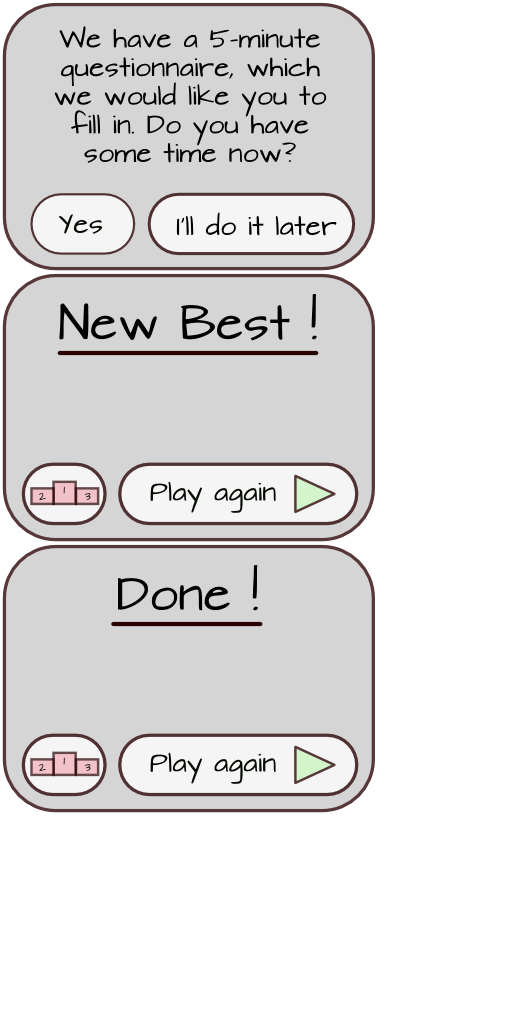 We have a 5-minute
questionnaire, which
we would like you to
fill in. Do you have
some time now?
Yes
I'll do it later
New Best !
2 1 3
Play again
Done !
2 1 3
Play again